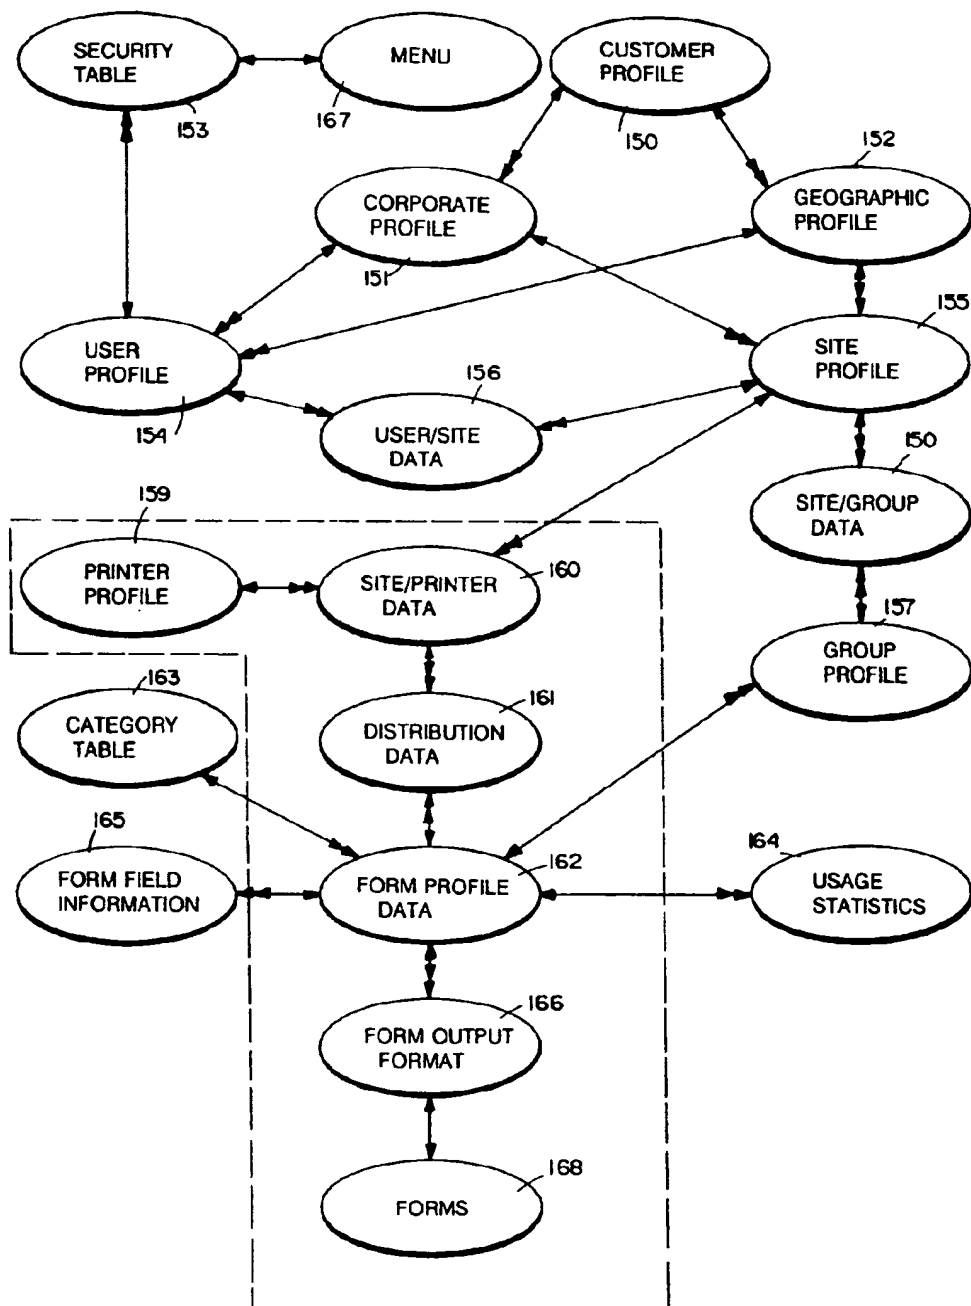 SECURITY
TABLE
153
MENU
167
CUSTOMER
PROFILE
150
CORPORATE
PROFILE
151
152
GEOGRAPHIC
PROFILE
USER
PROFILE
154
155
SITE
PROFILE
156
USER/SITE
DATA
150
SITE/GROUP
DATA
159
PRINTER
PROFILE
SITE/PRINTER
DATA
160
157
GROUP
PROFILE
163
CATEGORY
TABLE
161
DISTRIBUTION
DATA
165
FORM FIELD
INFORMATION
FORM PROFILE
DATA
162
164
USAGE
STATISTICS
166
FORM OUTPUT
FORMAT
168
FORMS